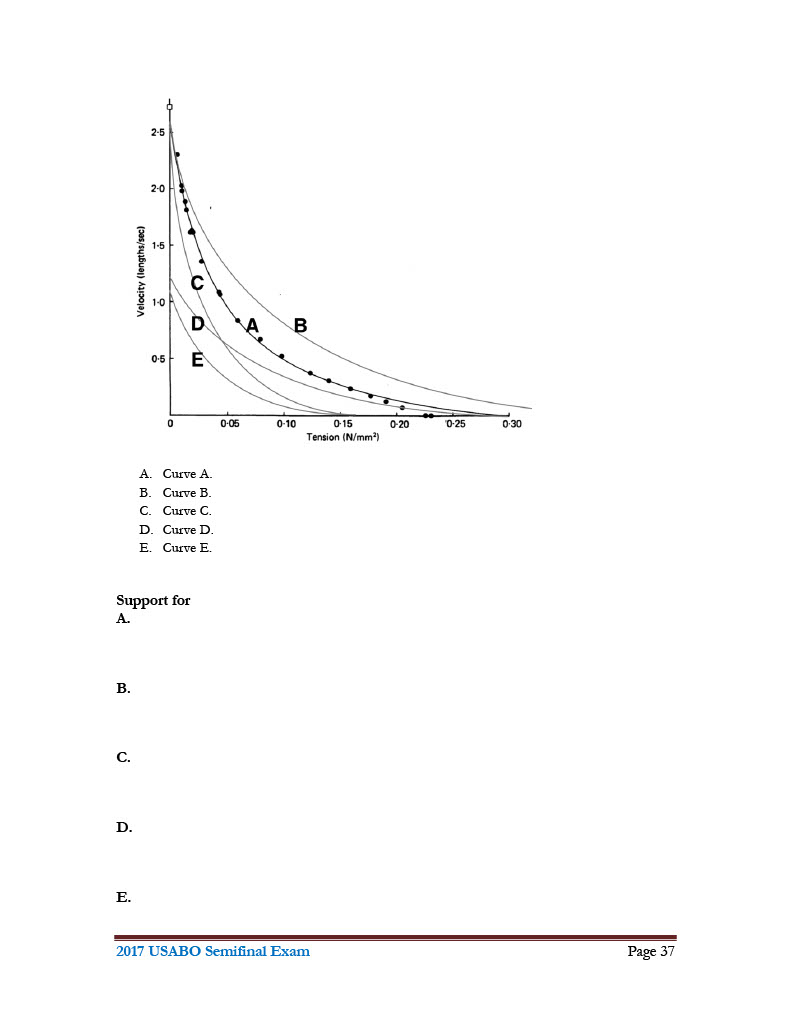 2·5
2·0
1·5
1·0
0·5
Velocity (lengths/sec)
C
D
A
B
E
0
0·05
0·10
0·15
0·20
0·25
0·30
Tension (N/mm²)
A. Curve A.
B. Curve B.
C. Curve C.
D. Curve D.
E. Curve E.
Support for
A.
B.
C.
D.
E.
2017 USABO Semifinal Exam Page 37